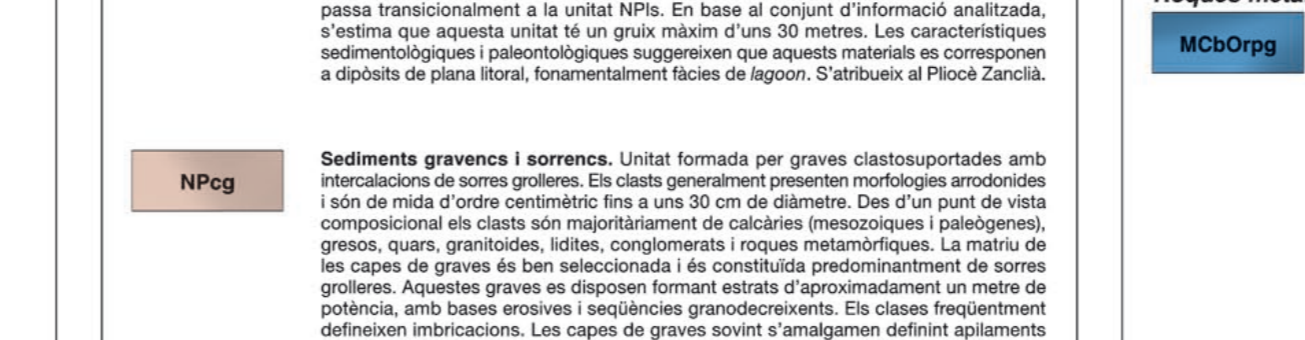 passa transicionalment a la unitat NPls. En base al conjunt d'informació analitzada,
s'estima que aquesta unitat té un gruix màxim d'uns 30 metres. Les característiques
sedimentològiques i paleontològiques suggereixen que aquests materials es corresponen
a dipòsits de plana litoral, fonamentalment fàcies de lagoon. S'atribueix al Pliocè Zanclià.
MCbOrpg
NPcg
Sediments gravencs i sorrencs. Unitat formada per graves clastosuportades amb
intercalacions de sorres grolleres. Els clasts generalment presenten morfologies arrodonides
i són de mida d'ordre centimètric fins a uns 30 cm de diàmetre. Des d'un punt de vista
composicional els clasts són majoritàriament de calcàries (mesozoiques i paleògenes),
gresos, quars, granitoides, lidites, conglomerats i roques metamòrfiques. La matriu de
les capes de graves és ben seleccionada i és constituïda predominantment de sorres
grolleres. Aquestes graves es disposen formant estrats d'aproximadament un metre de
potència, amb bases erosives i seqüències granodecreixents. Els clases freqüentment
defineixen imbricacions. Les capes de graves sovint s'amalgamen definint apilaments